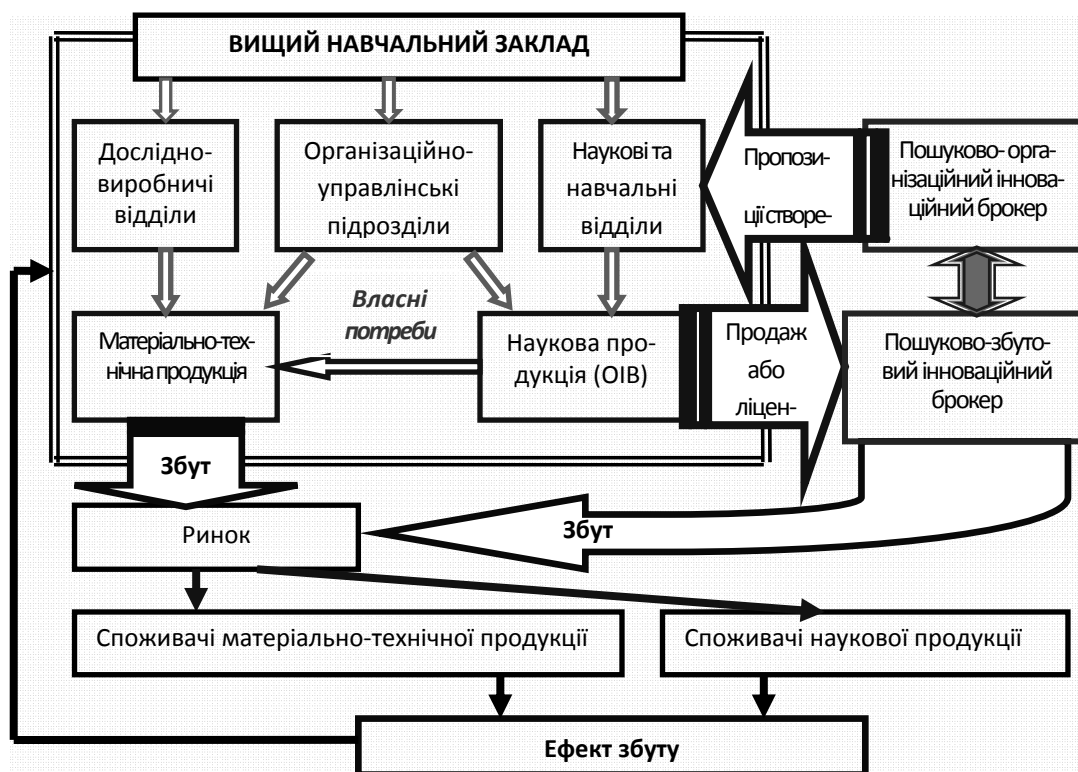 ВИЩИЙ НАВЧАЛЬНИЙ ЗАКЛАД
Дослідно-
виробничі
відділи
Організаційно-
управлінські
підрозділи
Наукові та
навчальні
відділи
Пропози-
ції створе-
Пошуково- орга-
нізаційний іннова-
ційний брокер
Власні
потреби
Матеріально-тех-
нічна продукція
Наукова про-
дукція (ОІВ)
Продаж
або
ліцен-
Пошуково-збуто-
вий інноваційний
брокер
Збут
Ринок
Збут
Споживачі матеріально-технічної продукції
Споживачі наукової продукції
Ефект збуту